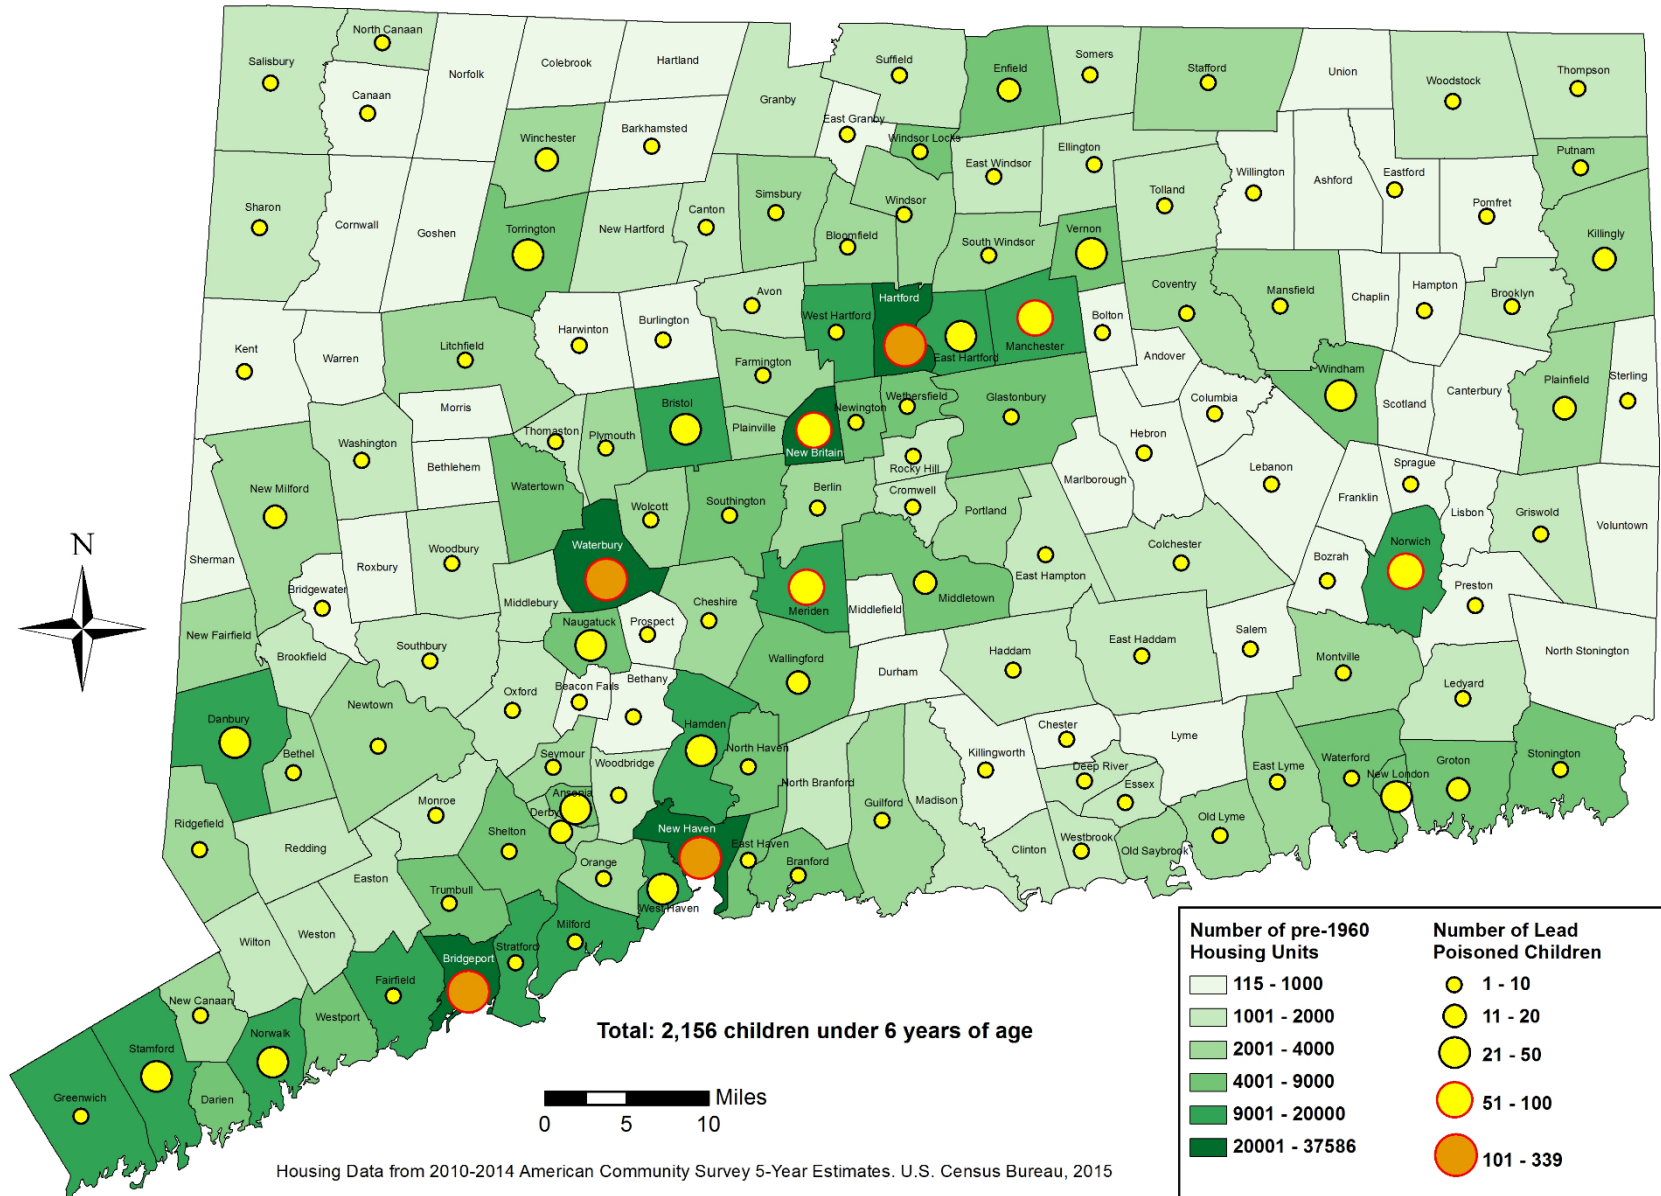 North Canaan
Salisbury
Canaan
Norfolk
Colebrook
Hartland
Granby
Suffield
Enfield
Somers
Stafford
Union
Woodstock
Thompson
Winchester
Barkhamsted
East Granby
Windsor Locks
East Windsor
Ellington
Willington
Ashford
Eastford
Pomfret
Putnam
Sharon
Cornwall
Goshen
Torrington
New Hartford
Canton
Simsbury
Bloomfield
Windsor
South Windsor
Vernon
Tolland
Killingly
Kent
Warren
Litchfield
Harwinton
Burlington
Avon
West Hartford
Hartford
East Hartford
Manchester
Bolton
Coventry
Mansfield
Chaplin
Hampton
Brooklyn
Farmington
Andover
Windham
Scotland
Canterbury
Plainfield
Sterling
Morris
Bristol
Plainville
New Britain
Newington
Wethersfield
Glastonbury
Columbia
Hebron
Washington
Bethlehem
Thomaston
Plymouth
Rocky Hill
Marlborough
Lebanon
Franklin
Sprague
Lisbon
Griswold
Voluntown
New Milford
Watertown
Wolcott
Southington
Berlin
Cromwell
Portland
Sherman
Bridgewater
Roxbury
Woodbury
Waterbury
Middlebury
Cheshire
Meriden
Middlefield
Middletown
East Hampton
Colchester
Bozrah
Norwich
Preston
New Fairfield
Brookfield
Southbury
Naugatuck
Prospect
Wallingford
Durham
Haddam
East Haddam
Salem
Montville
Ledyard
North Stonington
Danbury
Bethel
Newtown
Oxford
Beacon Falls
Bethany
Hamden
North Haven
Seymour
Woodbridge
North Branford
Killingworth
Chester
Deep River
Lyme
Essex
East Lyme
Waterford
New London
Groton
Stonington
Ridgefield
Redding
Monroe
Shelton
Derby
Ansonia
Orange
New Haven
East Haven
Branford
Guilford
Madison
Clinton
Westbrook
Old Saybrook
Old Lyme
Easton
Trumbull
West Haven
Milford
Stratford
Wilton
Weston
Bridgeport
Fairfield
New Canaan
Norwalk
Westport
Stamford
Darien
Greenwich
N
Total: 2,156 children under 6 years of age
Miles
0 5 10
Housing Data from 2010-2014 American Community Survey 5-Year Estimates. U.S. Census Bureau, 2015
Number of pre-1960
Housing Units
115 - 1000
1001 - 2000
2001 - 4000
4001 - 9000
9001 - 20000
20001 - 37586
Number of Lead
Poisoned Children
1 - 10
11 - 20
21 - 50
51 - 100
101 - 339